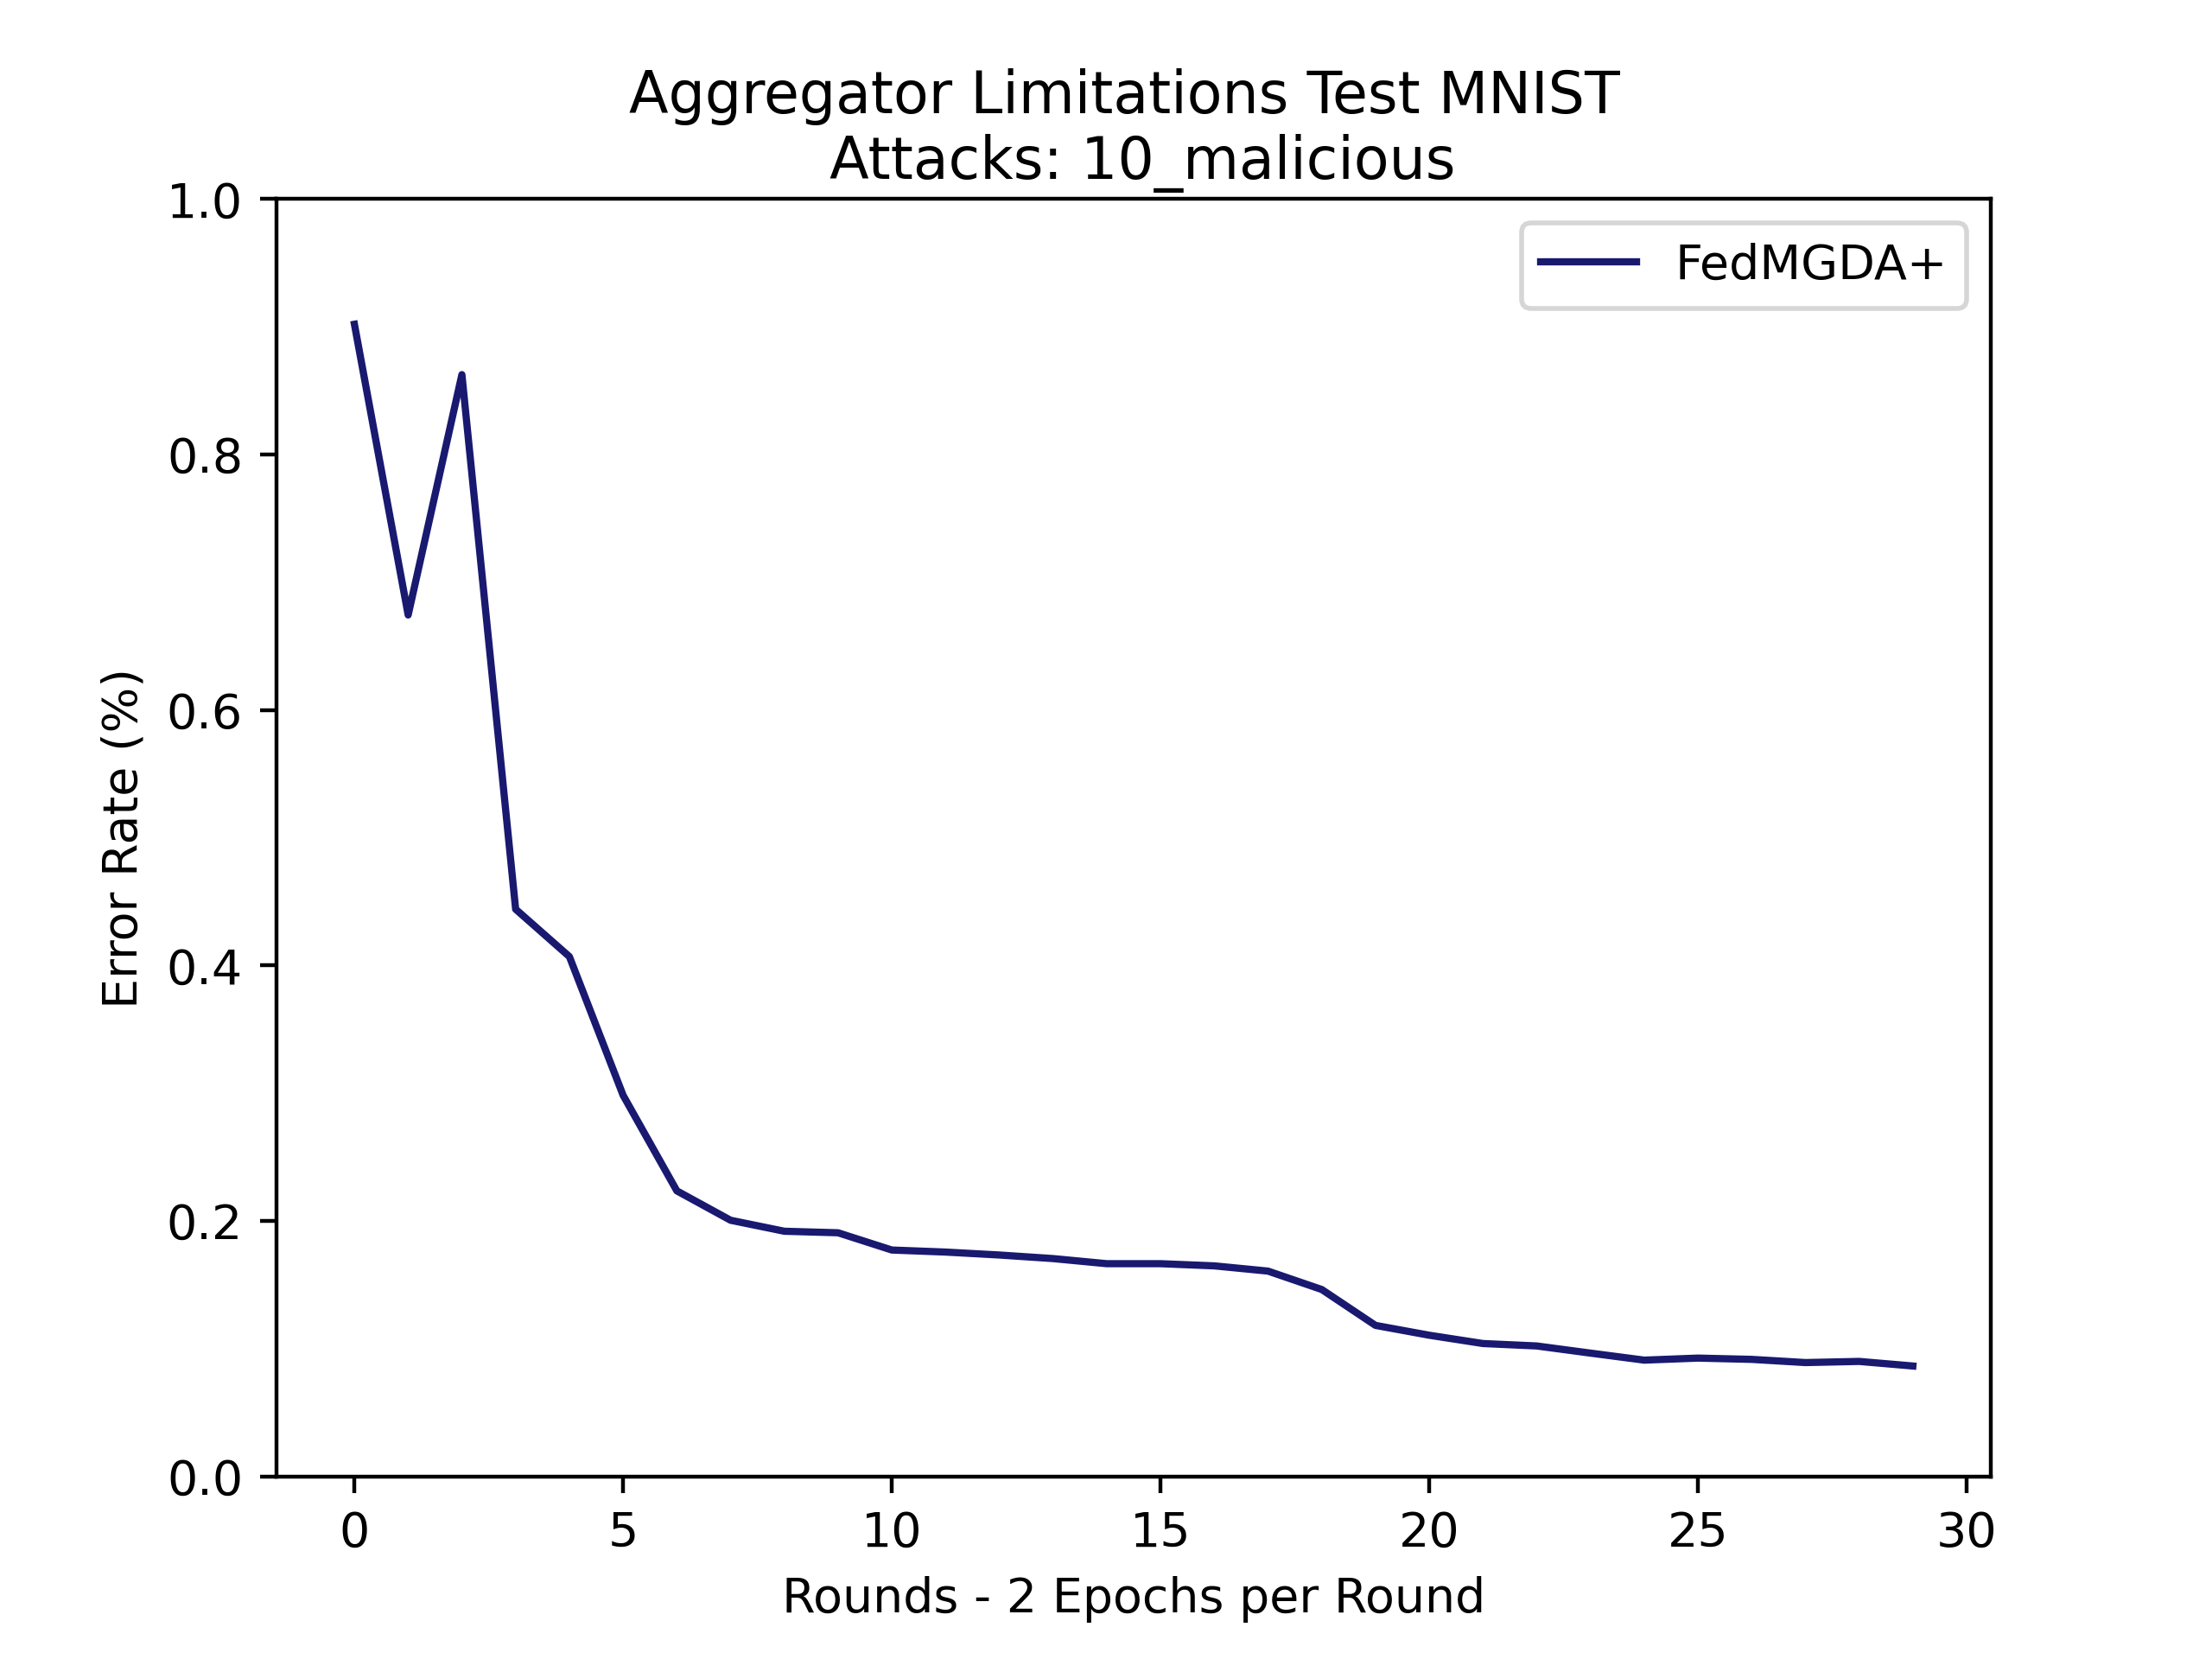 Aggregator Limitations Test MNIST
Attacks: 10_malicious
FedMGDA+
Error Rate (%)
1.0
0.8
0.6
0.4
0.2
0.0
0 5 10 15 20 25 30
Rounds - 2 Epochs per Round